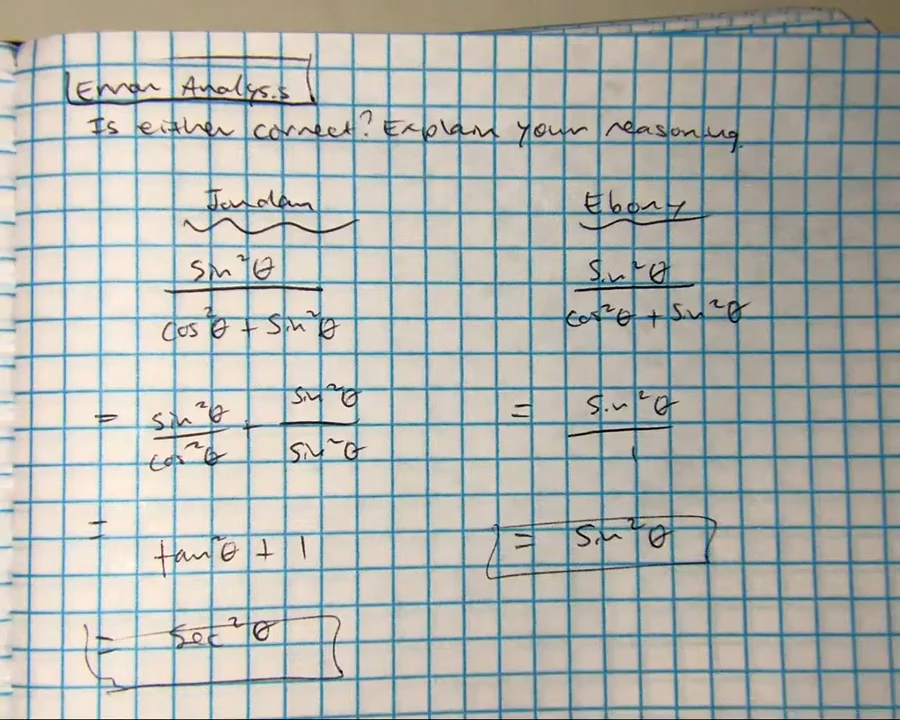 Error Analysis
Is either correct? Explain your reasoning.
Jordan
sin²θ
cos²θ + sin²θ
= sin²θ/cos²θ + sin²θ/sin²θ
=
tan²θ + 1
= sec²θ
Ebony
sin²θ
cos²θ + sin²θ
= sin²θ
1
= sin²θ